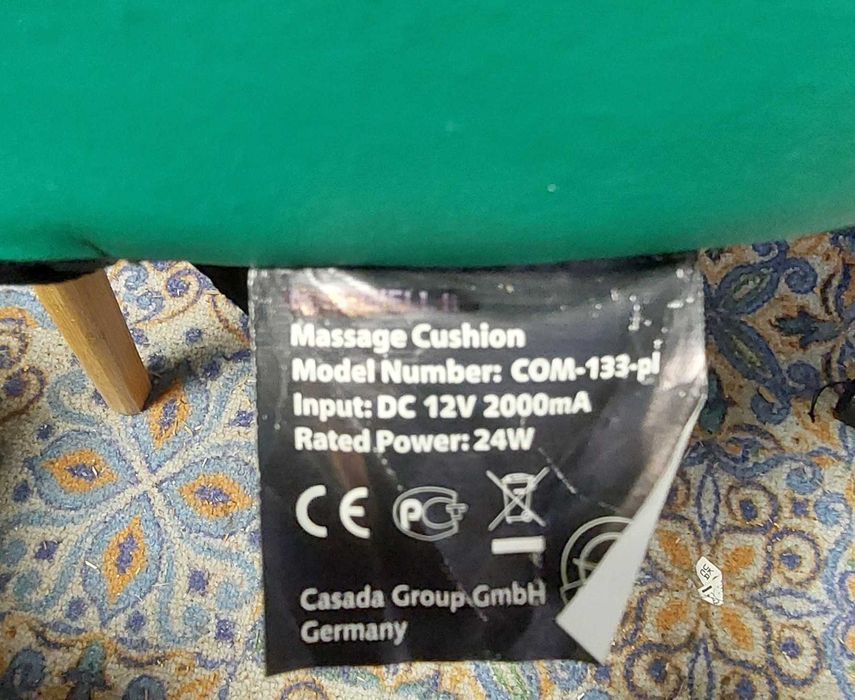 Massage Cushion
Model Number: COM-133-pl
Input: DC 12V 2000mA
Rated Power: 24W
CE PCT
Casada Group GmbH
Germany